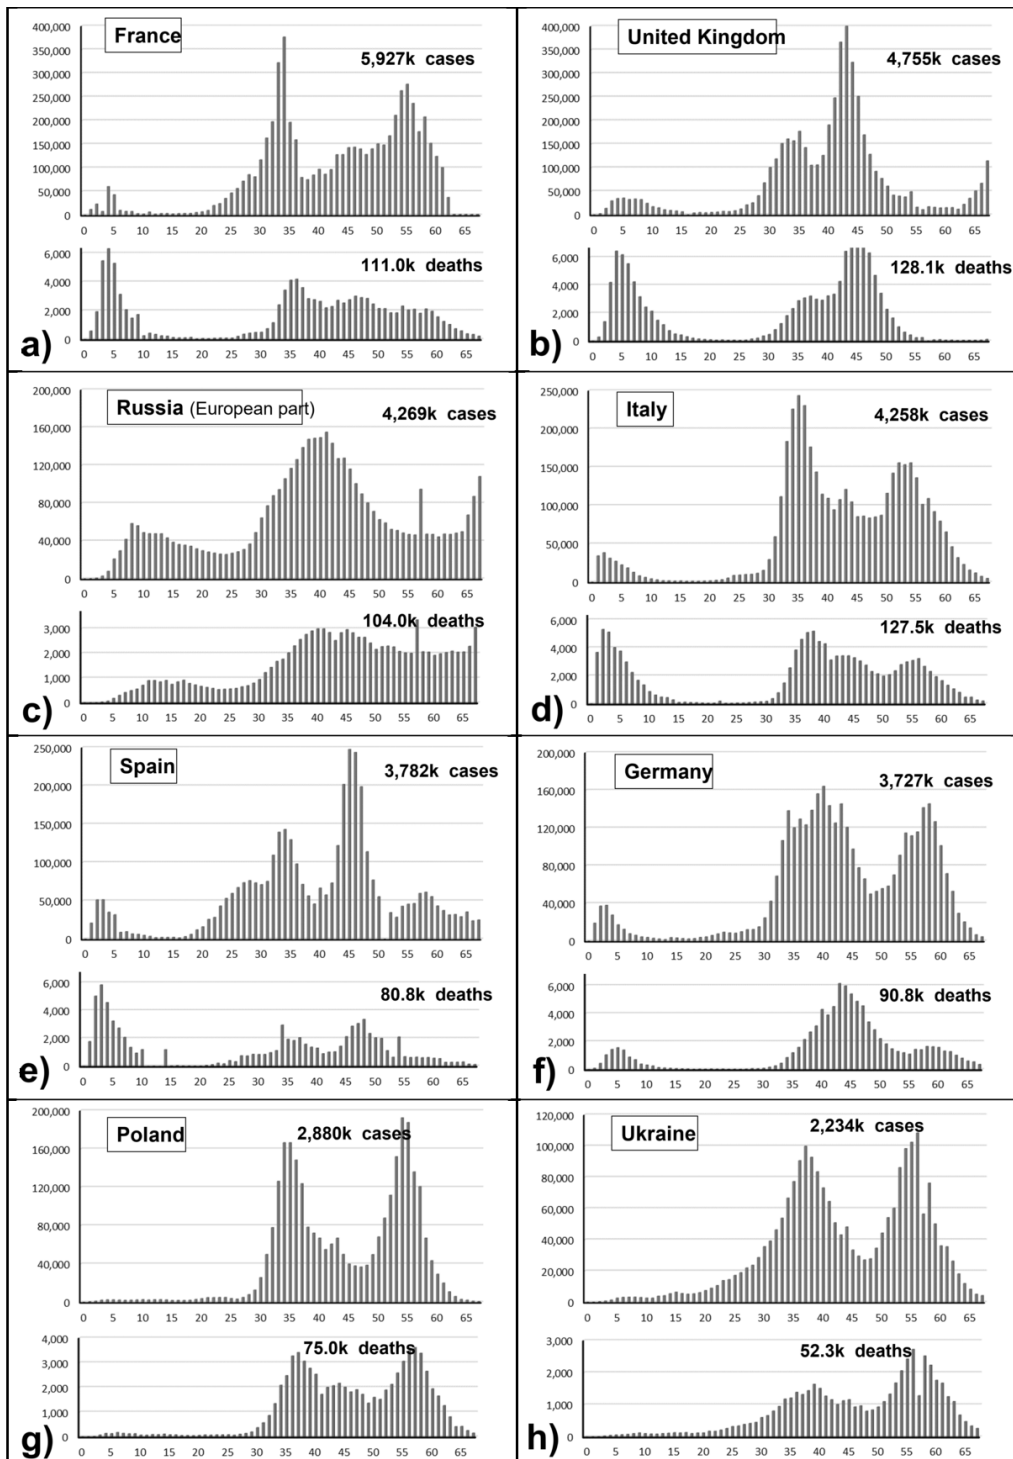 France
5,927k cases
400,000
350,000
300,000
250,000
200,000
150,000
100,000
50,000
0
0 5 10 15 20 25 30 35 40 45 50 55 60 65
111.0k deaths
6,000
4,000
2,000
0
0 5 10 15 20 25 30 35 40 45 50 55 60 65
a)
United Kingdom
4,755k cases
400,000
350,000
300,000
250,000
200,000
150,000
100,000
50,000
0
0 5 10 15 20 25 30 35 40 45 50 55 60 65
128.1k deaths
6,000
4,000
2,000
0
0 5 10 15 20 25 30 35 40 45 50 55 60 65
b)
Russia (European part)
4,269k cases
200,000
160,000
120,000
80,000
40,000
0
0 5 10 15 20 25 30 35 40 45 50 55 60 65
104.0k deaths
3,000
2,000
1,000
0
0 5 10 15 20 25 30 35 40 45 50 55 60 65
c)
Italy
4,258k cases
250,000
200,000
150,000
100,000
50,000
0
0 5 10 15 20 25 30 35 40 45 50 55 60 65
127.5k deaths
6,000
4,000
2,000
0
0 5 10 15 20 25 30 35 40 45 50 55 60 65
d)
Spain
3,782k cases
250,000
200,000
150,000
100,000
50,000
0
0 5 10 15 20 25 30 35 40 45 50 55 60 65
80.8k deaths
6,000
4,000
2,000
0
0 5 10 15 20 25 30 35 40 45 50 55 60 65
e)
Germany
3,727k cases
200,000
160,000
120,000
80,000
40,000
0
0 5 10 15 20 25 30 35 40 45 50 55 60 65
90.8k deaths
6,000
4,000
2,000
0
0 5 10 15 20 25 30 35 40 45 50 55 60 65
f)
Poland
2,880k cases
200,000
160,000
120,000
80,000
40,000
0
0 5 10 15 20 25 30 35 40 45 50 55 60 65
75.0k deaths
4,000
3,000
2,000
1,000
0
0 5 10 15 20 25 30 35 40 45 50 55 60 65
g)
Ukraine
2,234k cases
120,000
100,000
80,000
60,000
40,000
20,000
0
0 5 10 15 20 25 30 35 40 45 50 55 60 65
52.3k deaths
3,000
2,000
1,000
0
0 5 10 15 20 25 30 35 40 45 50 55 60 65
h)